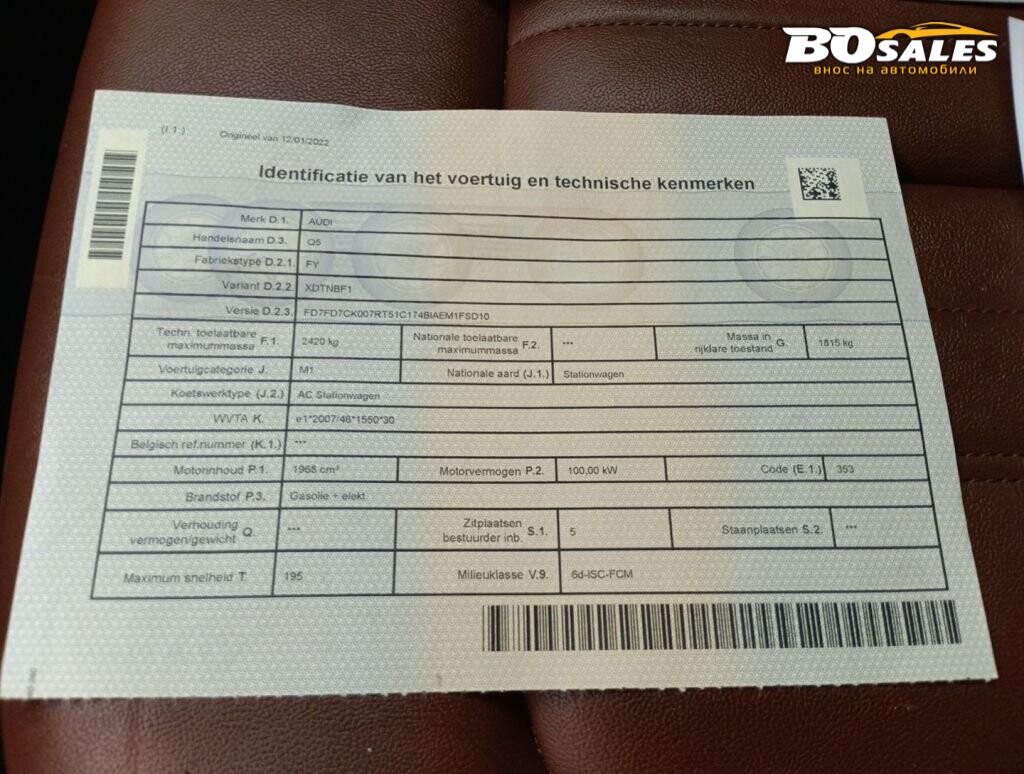 BOSALES
внос на автомобили
(I.1.) Origineel van 12/01/2022
Identificatie van het voertuig en technische kenmerken
Merk D.1. AUDI
Handelsnaam D.3. Q5
Fabriekstype D.2.1. FY
Variant D.2.2. XDTNBF1
Versie D.2.3. FD7FD7CK007RT51C174BIAEM1FSD10
Techn. toelaatbare maximummassa F.1. 2420 kg Nationale toelaatbare maximummassa F.2. *** Massa in rijklare toestand G. 1815 kg
Voertuigcategorie J. M1 Nationale aard (J.1.) Stationwagen
Koetswerktype (J.2.) AC Stationwagen
WVTA K. e1*2007/46*1550*30
Belgisch ref.nummer (K.1.) ***
Motorinhoud P.1. 1968 cm³ Motorvermogen P.2. 100,00 kW Code (E.1.) 353
Brandstof P.3. Gasolie + elekt
Verhouding vermogen/gewicht Q. *** Zitplaatsen bestuurder inb. S.1. 5 Staanplaatsen S.2. ***
Maximum snelheid T. 195 Milieuklasse V.9. 6d-ISC-FCM